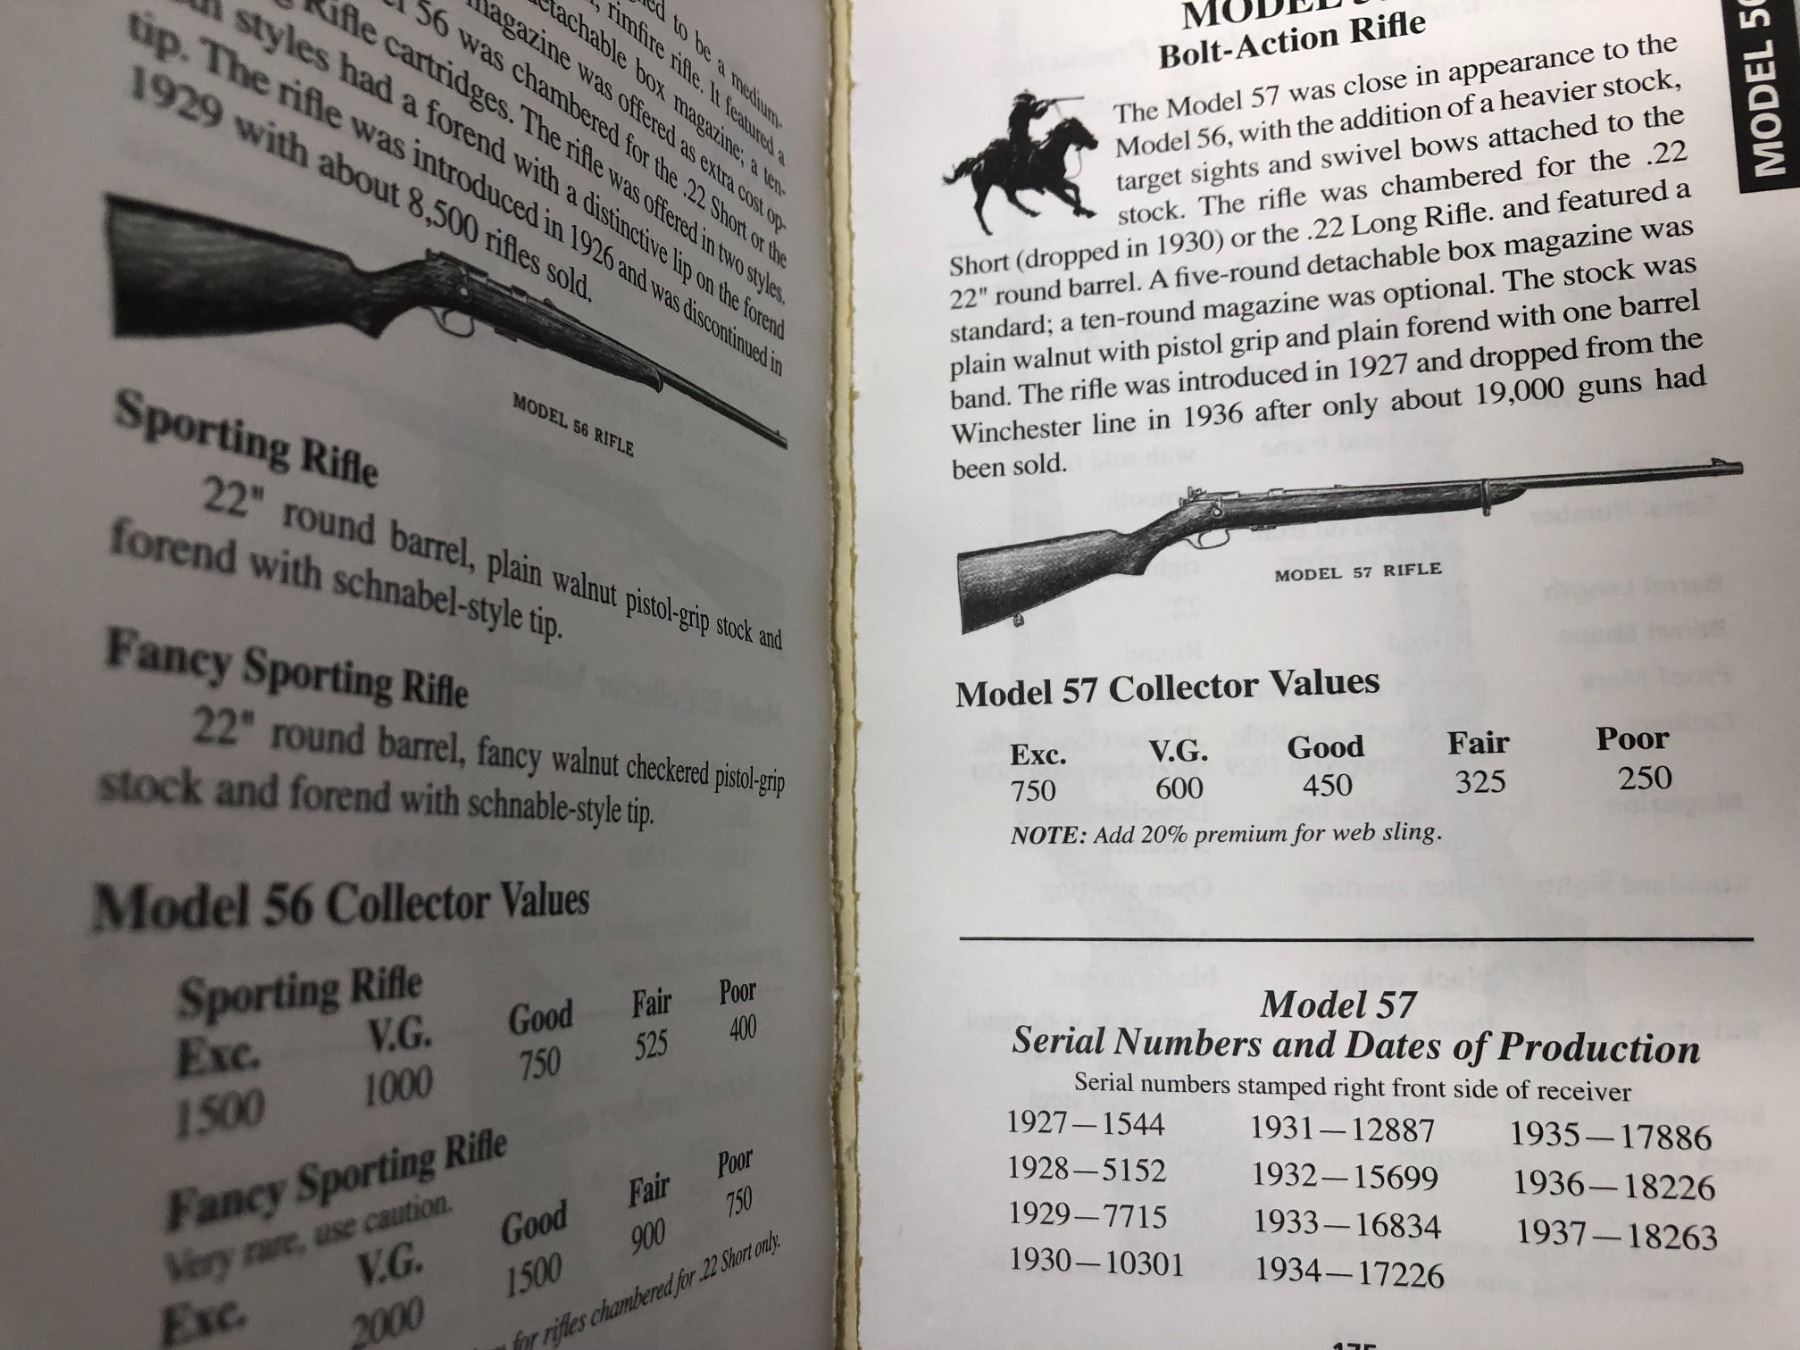 ed to be a medium-
, rimfire rifle. It featured a
detachable box magazine; a ten-
magazine was offered as extra cost op-
56 was chambered for the .22 Short or the
Rifle cartridges. The rifle was offered in two styles.
styles had a forend with a distinctive lip on the forend
tip. The rifle was introduced in 1926 and was discontinued in
1929 with about 8,500 rifles sold.
MODEL 56 RIFLE
Sporting Rifle
22" round barrel, plain walnut pistol-grip stock and
forend with schnabel-style tip.
Fancy Sporting Rifle
22" round barrel, fancy walnut checkered pistol-grip
stock and forend with schnable-style tip.
Model 56 Collector Values
Sporting Rifle
Exc. V.G. Good Fair Poor
1500 1000 750 525 400
Fancy Sporting Rifle
Very rare, use caution.
Exc. V.G. Good Fair Poor
2000 1500 900 750
for rifles chambered for .22 Short only.
MODEL
Bolt-Action Rifle
The Model 57 was close in appearance to the
Model 56, with the addition of a heavier stock,
target sights and swivel bows attached to the
stock. The rifle was chambered for the .22
Short (dropped in 1930) or the .22 Long Rifle. and featured a
22" round barrel. A five-round detachable box magazine was
standard; a ten-round magazine was optional. The stock was
plain walnut with pistol grip and plain forend with one barrel
band. The rifle was introduced in 1927 and dropped from the
Winchester line in 1936 after only about 19,000 guns had
been sold.
MODEL 57 RIFLE
Model 57 Collector Values
Exc. V.G. Good Fair Poor
750 600 450 325 250
NOTE: Add 20% premium for web sling.
Model 57
Serial Numbers and Dates of Production
Serial numbers stamped right front side of receiver
1927—1544 1931—12887 1935—17886
1928—5152 1932—15699 1936—18226
1929—7715 1933—16834 1937—18263
1930—10301 1934—17226
175
MODEL 50